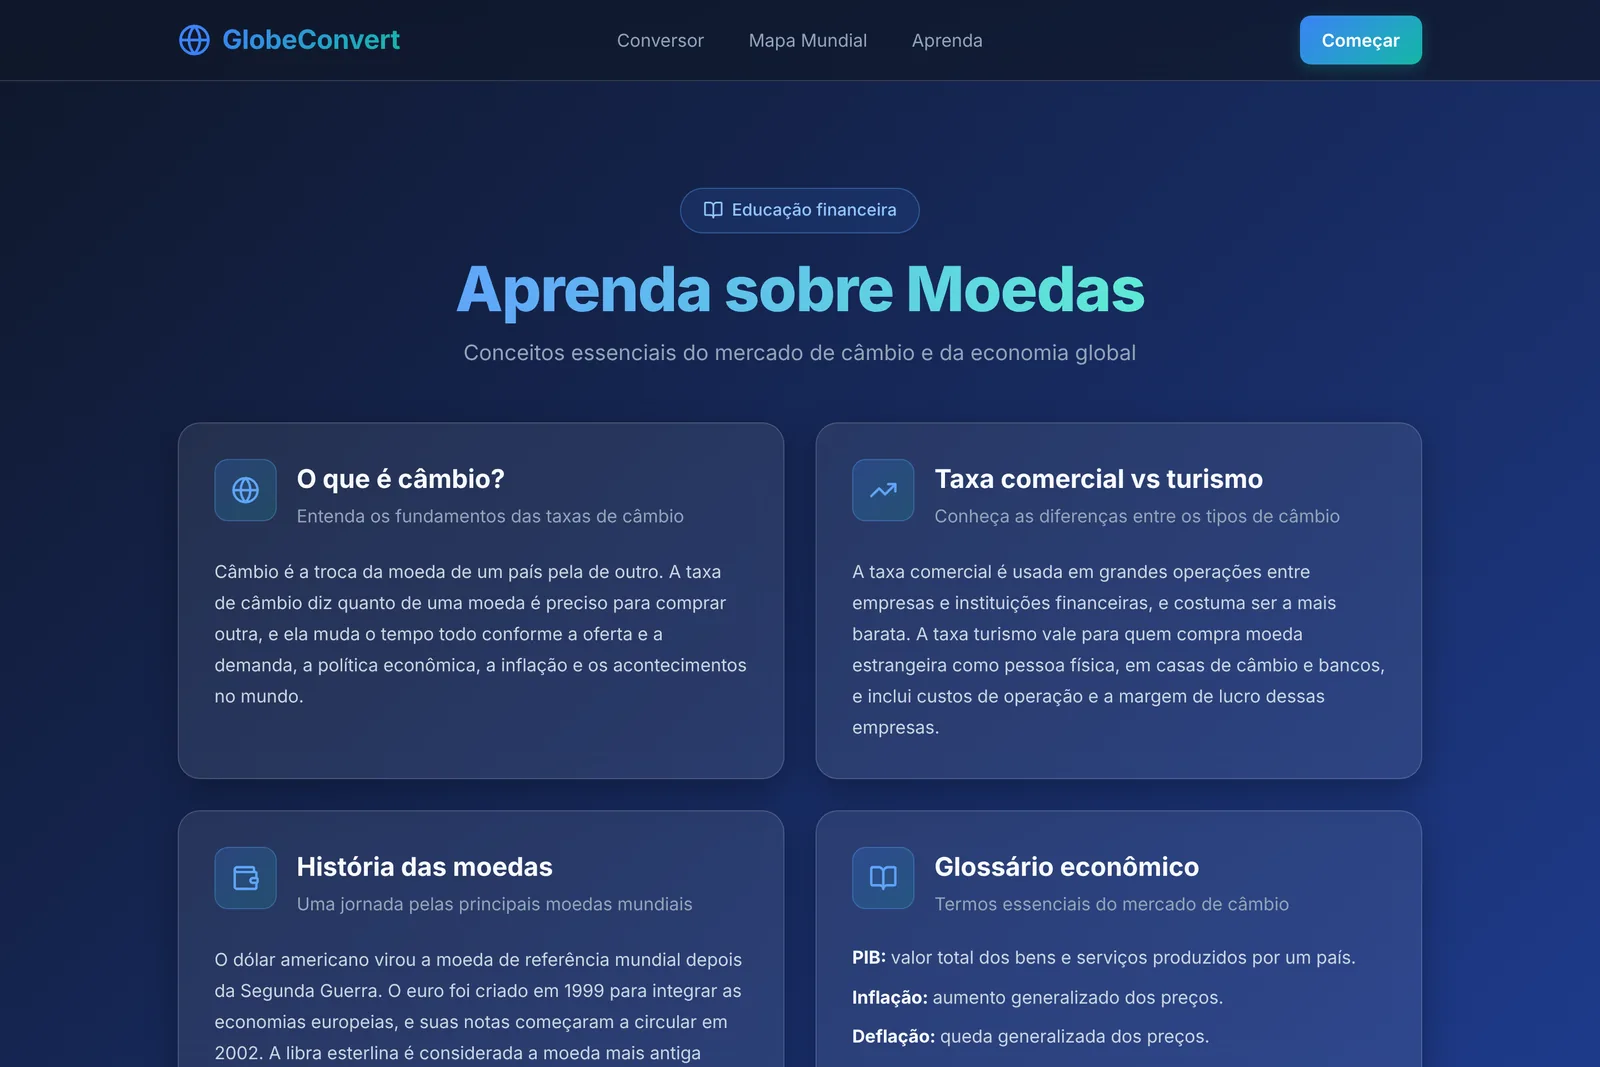 GlobeConvert
Conversor
Mapa Mundial
Aprenda
Começar
Educação financeira
Aprenda sobre Moedas
Conceitos essenciais do mercado de câmbio e da economia global
O que é câmbio?
Entenda os fundamentos das taxas de câmbio
Câmbio é a troca da moeda de um país pela de outro. A taxa
de câmbio diz quanto de uma moeda é preciso para comprar
outra, e ela muda o tempo todo conforme a oferta e a
demanda, a política econômica, a inflação e os acontecimentos
no mundo.
Taxa comercial vs turismo
Conheça as diferenças entre os tipos de câmbio
A taxa comercial é usada em grandes operações entre
empresas e instituições financeiras, e costuma ser a mais
barata. A taxa turismo vale para quem compra moeda
estrangeira como pessoa física, em casas de câmbio e bancos,
e inclui custos de operação e a margem de lucro dessas
empresas.
História das moedas
Uma jornada pelas principais moedas mundiais
O dólar americano virou a moeda de referência mundial depois
da Segunda Guerra. O euro foi criado em 1999 para integrar as
economias europeias, e suas notas começaram a circular em
2002. A libra esterlina é considerada a moeda mais antiga
Glossário econômico
Termos essenciais do mercado de câmbio
PIB: valor total dos bens e serviços produzidos por um país.
Inflação: aumento generalizado dos preços.
Deflação: queda generalizada dos preços.